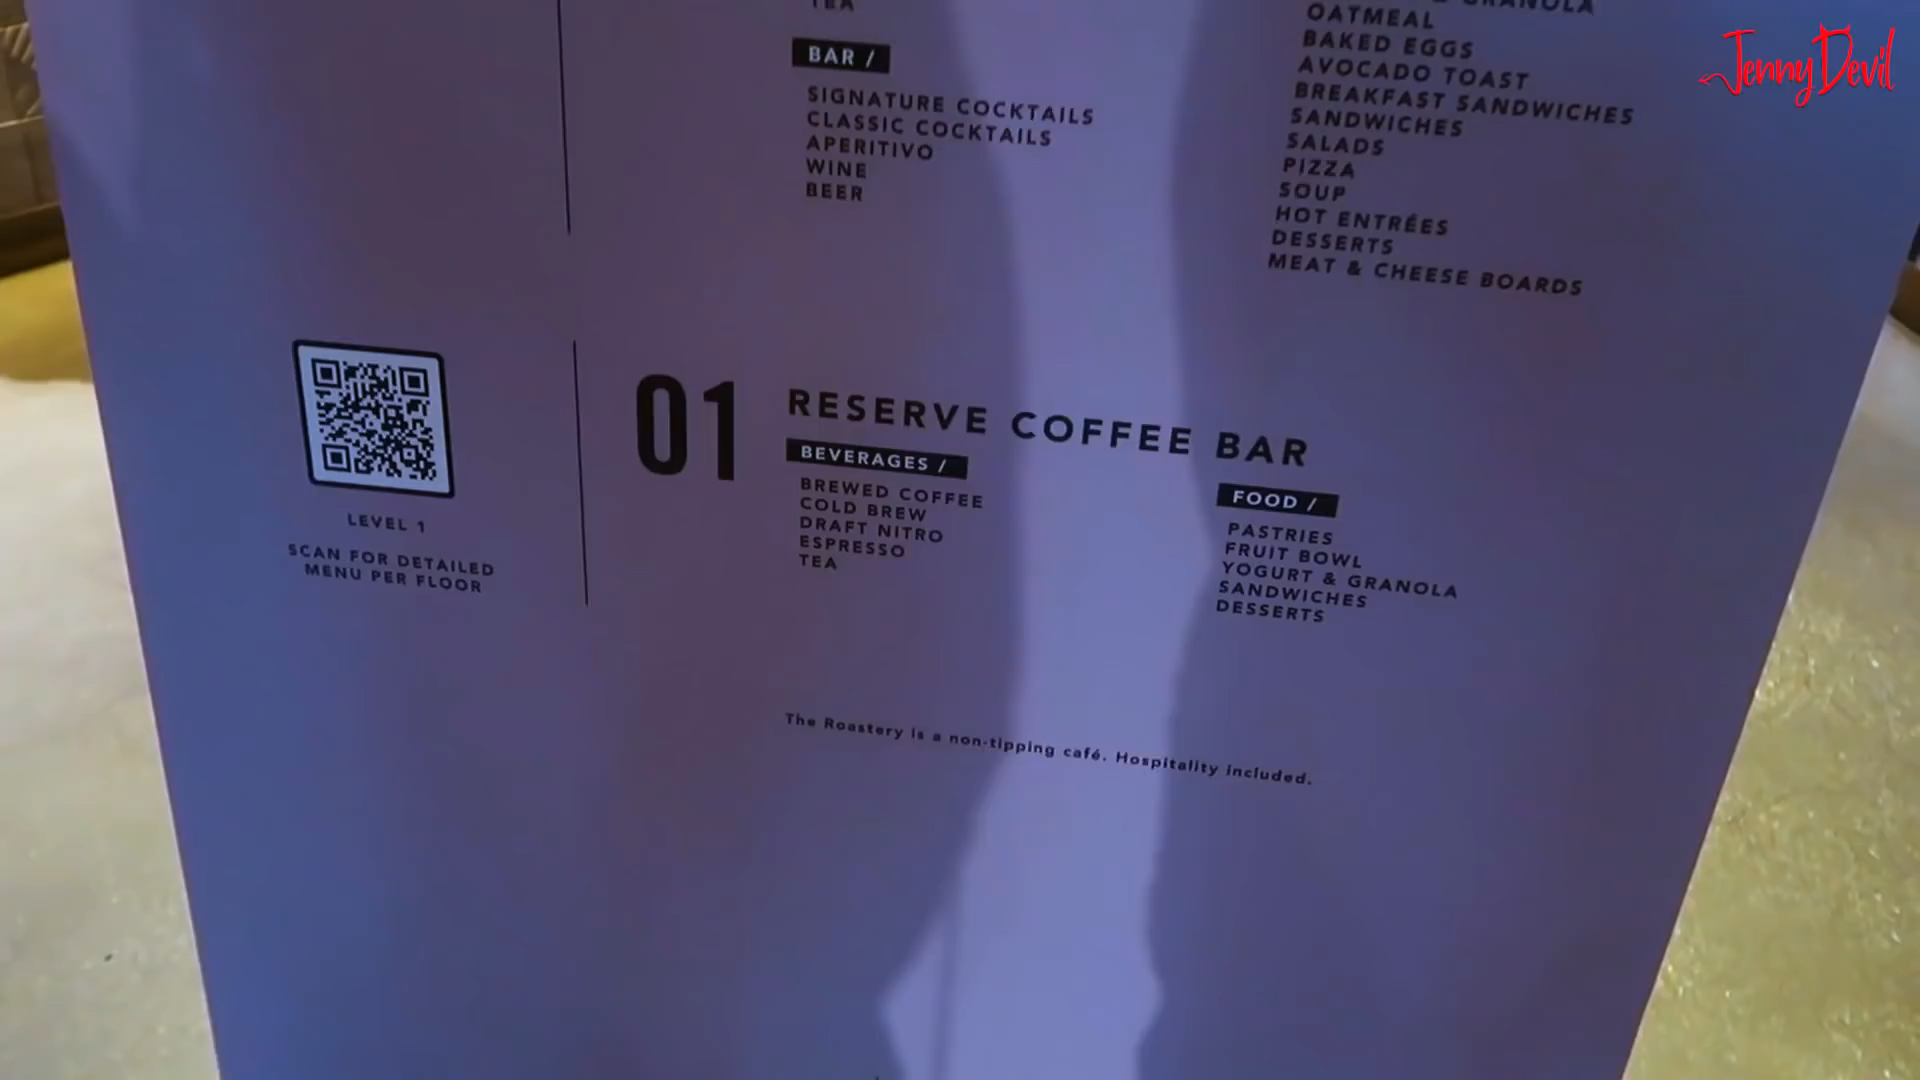 TEA
BAR /
SIGNATURE COCKTAILS
CLASSIC COCKTAILS
APERITIVO
WINE
BEER
GRANOLA
OATMEAL
BAKED EGGS
AVOCADO TOAST
BREAKFAST SANDWICHES
SANDWICHES
SALADS
PIZZA
SOUP
HOT ENTRÉES
DESSERTS
MEAT & CHEESE BOARDS
LEVEL 1
SCAN FOR DETAILED
MENU PER FLOOR
01
RESERVE COFFEE BAR
BEVERAGES /
BREWED COFFEE
COLD BREW
DRAFT NITRO
ESPRESSO
TEA
FOOD /
PASTRIES
FRUIT BOWL
YOGURT & GRANOLA
SANDWICHES
DESSERTS
The Roastery is a non-tipping café. Hospitality included.
Jenny Devil